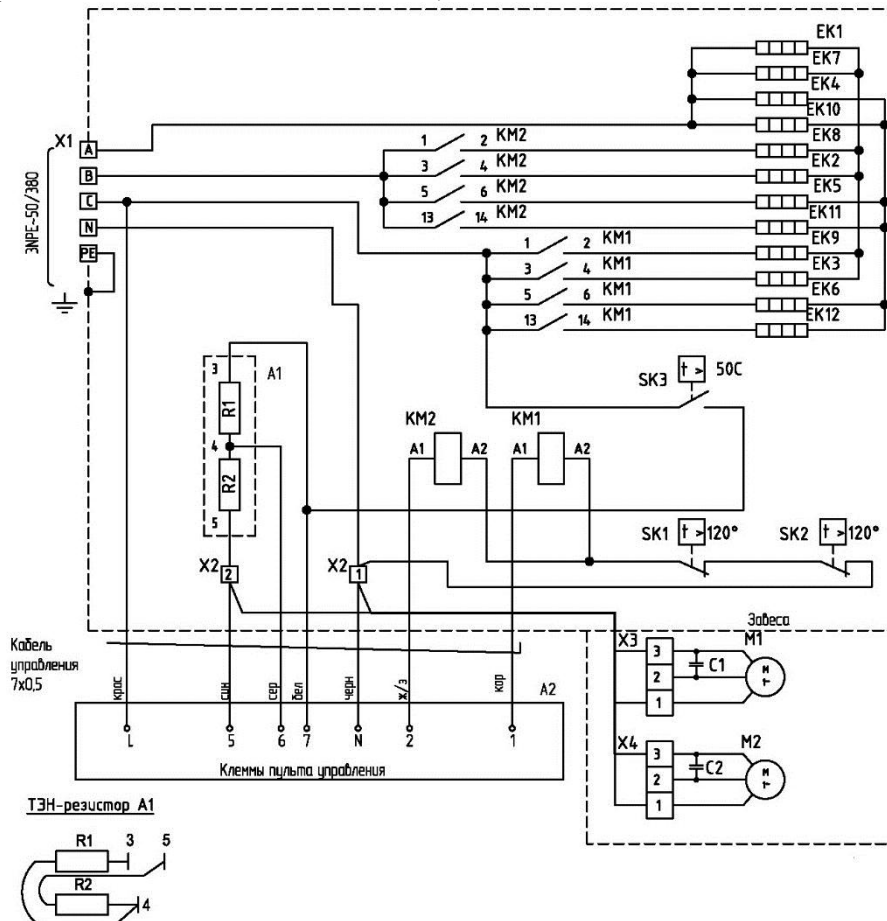 EK1
EK7
EK4
EK10
X1 A
1 2 KM2 EK8
B 3 4 KM2 EK2
C 5 6 KM2 EK5
N 13 14 KM2 EK11
PE 1 2 KM1 EK9
3NPE~50/380
3 4 KM1 EK3
5 6 KM1 EK6
13 14 KM1 EK12
3 A1
R1
4
R2
5
SK3 t > 50C
KM2 KM1
A1 A2 A1 A2
SK1 t > 120° SK2 t > 120°
X2 2 X2 1
Завеса
Кабель
управления
7х0,5
крас син сер бел черн ж/з кор
A2
L 5 6 7 N 2 1
Клеммы пульта управления
X3 3 C1 M1
2 M
1 1~
X4 3 C2 M2
2 M
1 1~
ТЭН-резистор А1
R1 3 5
R2 4